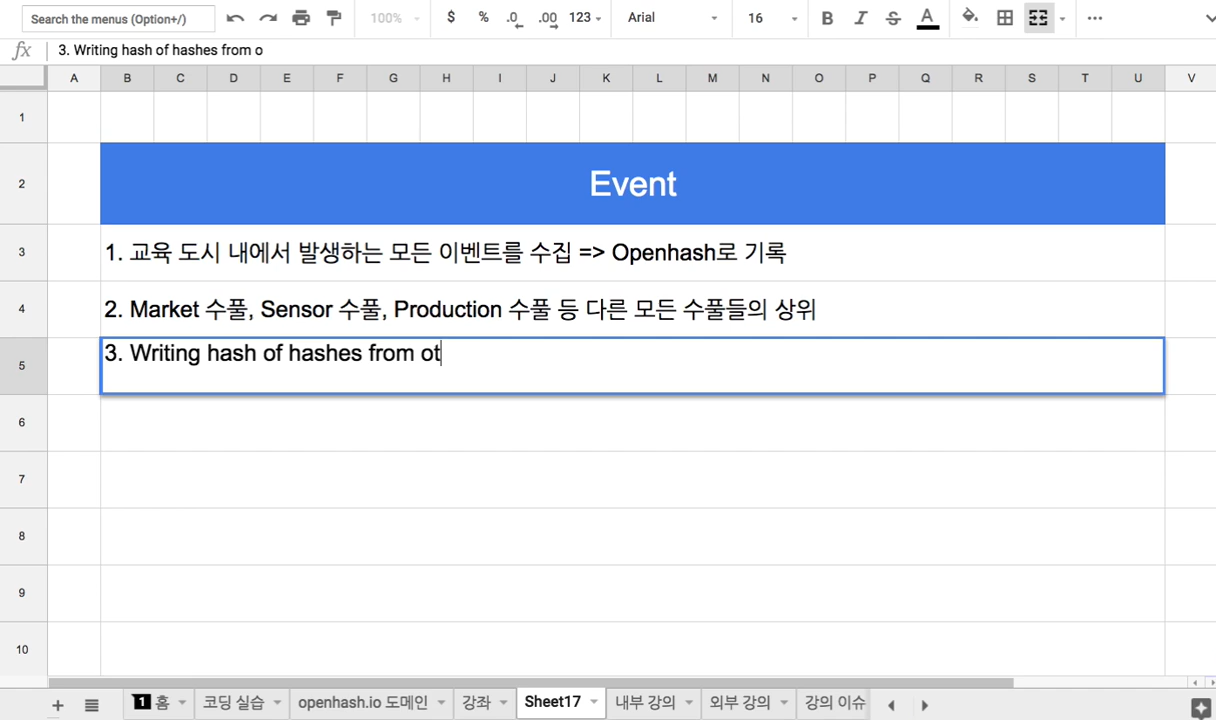 Search the menus (Option+/) 100% $ % .0 .00 123 Arial 16 B I S A ...
fx 3. Writing hash of hashes from o
A B C D E F G H I J K L M N O P Q R S T U V
1
2 Event
3 1. 교육 도시 내에서 발생하는 모든 이벤트를 수집 => Openhash로 기록
4 2. Market 수풀, Sensor 수풀, Production 수풀 등 다른 모든 수풀들의 상위
5 3. Writing hash of hashes from ot
6
7
8
9
10
1 홈 코딩 실습 openhash.io 도메인 강좌 Sheet17 내부 강의 외부 강의 강의 이슈